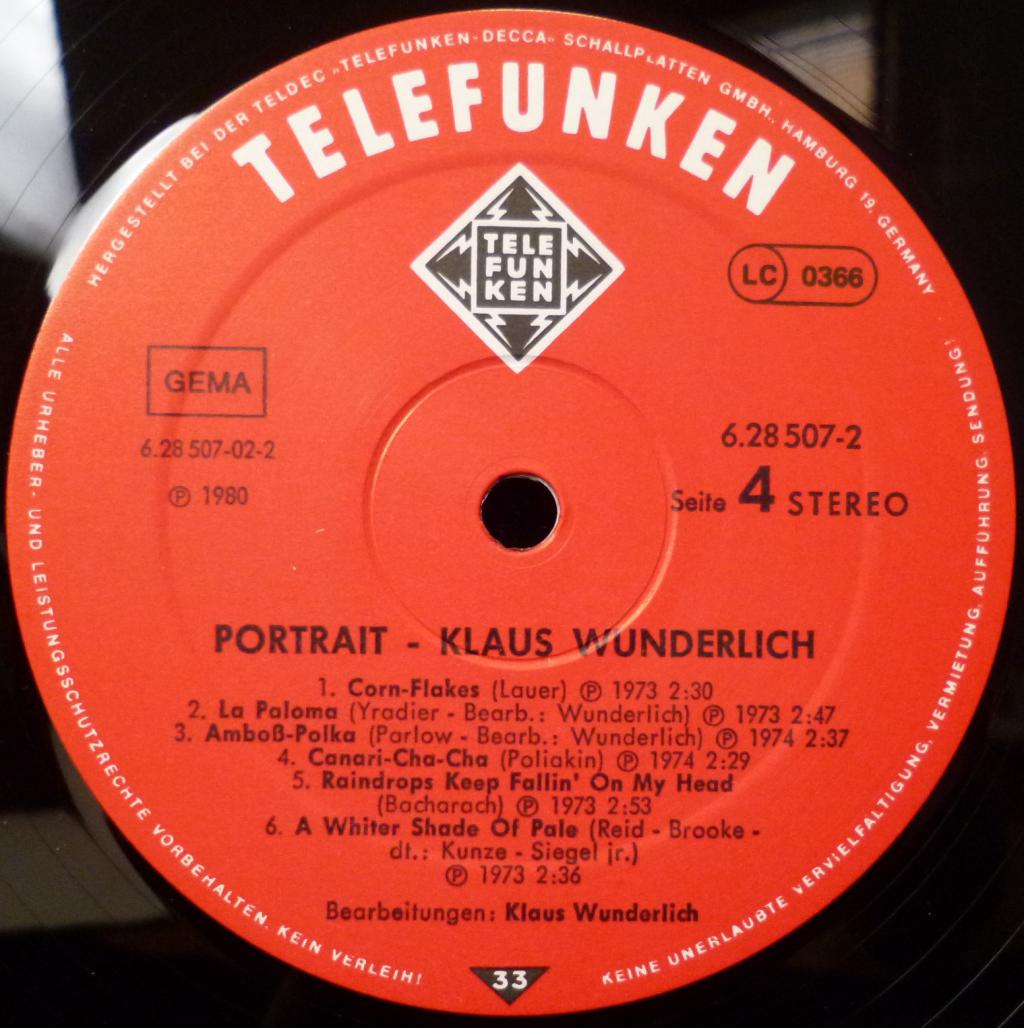 HERGESTELLT BEI DER TELDEC „TELEFUNKEN-DECCA“ SCHALLPLATTEN GMBH., HAMBURG 19, GERMANY
TELEFUNKEN
TELE
FUN
KEN
LC 0366
GEMA
6.28 507-02-2
℗ 1980
6.28 507-2
Seite 4 STEREO
PORTRAIT - KLAUS WUNDERLICH
1. Corn-Flakes (Lauer) ℗ 1973 2:30
2. La Paloma (Yradier - Bearb.: Wunderlich) ℗ 1973 2:47
3. Amboß-Polka (Parlow - Bearb.: Wunderlich) ℗ 1974 2:37
4. Canari-Cha-Cha (Poliakin) ℗ 1974 2:29
5. Raindrops Keep Fallin' On My Head
(Bacharach) ℗ 1973 2:53
6. A Whiter Shade Of Pale (Reid - Brooke -
dt.: Kunze - Siegel jr.)
℗ 1973 2:36
Bearbeitungen: Klaus Wunderlich
33
ALLE URHEBER- UND LEISTUNGSSCHUTZRECHTE VORBEHALTEN. KEIN VERLEIH!
KEINE UNERLAUBTE VERVIELFALTIGUNG, VERMIETUNG, AUFFUHRUNG, SENDUNG!